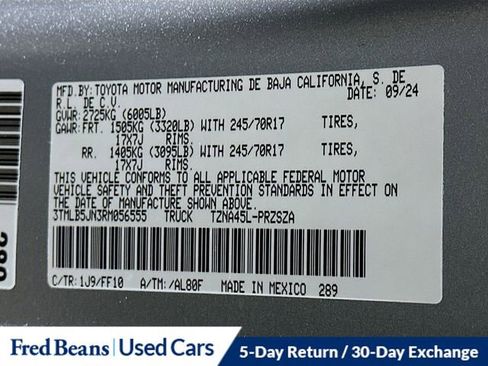 MFD.BY: TOYOTA MOTOR MANUFACTURING DE BAJA CALIFORNIA, S. DE
R.L. DE C.V. DATE: 09/24
GVWR: 2725KG (6005LB)
GAWR: FRT. 1505KG (3320LB) WITH 245/70R17 TIRES,
17X7J RIMS.
RR. 1405KG (3095LB) WITH 245/70R17 TIRES,
17X7J RIMS.
THIS VEHICLE CONFORMS TO ALL APPLICABLE FEDERAL MOTOR
VEHICLE SAFETY AND THEFT PREVENTION STANDARDS IN EFFECT
ON THE DATE OF MANUFACTURE SHOWN ABOVE.
3TMLB5JN3RM056555 TRUCK TZNA45L-PRZSZA
C/TR: 1J9/FF10 A/TM: /AL80F MADE IN MEXICO 289
Fred Beans Used Cars 5-Day Return / 30-Day Exchange